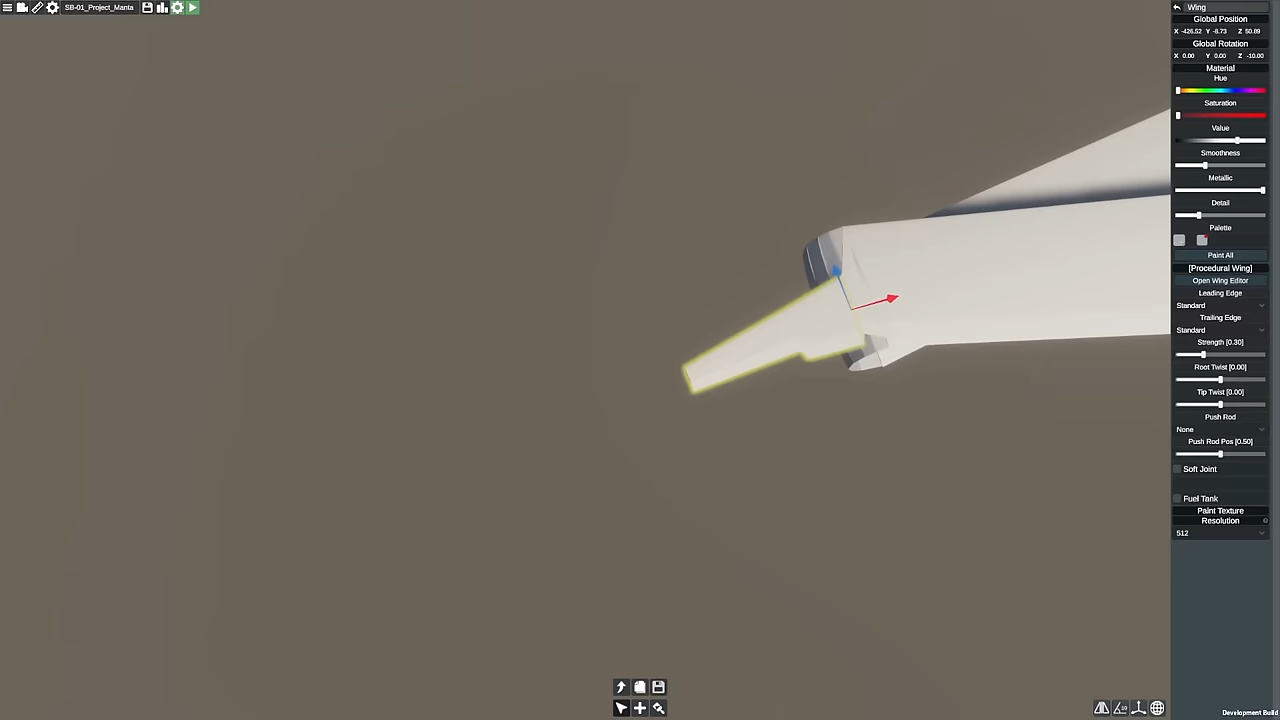 SB-01_Project_Manta
Wing
Global Position
X -426.52 Y -8.73 Z 50.89
Global Rotation
X 0.00 Y 0.00 Z -10.00
Material
Hue
Saturation
Value
Smoothness
Metallic
Detail
Palette
Paint All
[Procedural Wing]
Open Wing Editor
Leading Edge
Standard
Trailing Edge
Standard
Strength [0.30]
Root Twist [0.00]
Tip Twist [0.00]
Push Rod
None
Push Rod Pos [0.50]
Soft Joint
Fuel Tank
Paint Texture
Resolution
512
10
Development Build